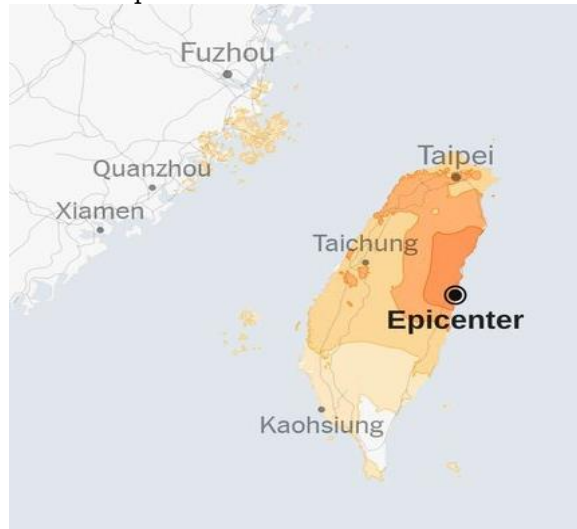 Fuzhou
Taipei
Quanzhou
Xiamen
Taichung
Epicenter
Kaohsiung